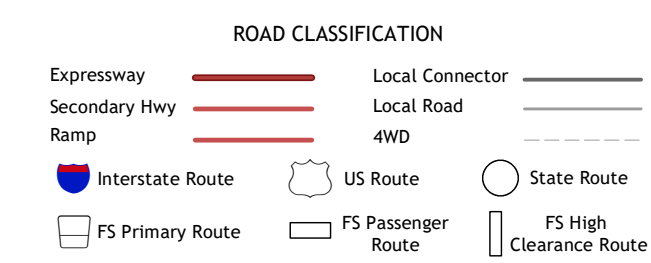 ROAD CLASSIFICATION
Expressway
Local Connector
Secondary Hwy
Local Road
Ramp
4WD
Interstate Route
US Route
State Route
FS Primary Route
FS Passenger
Route
FS High
Clearance Route